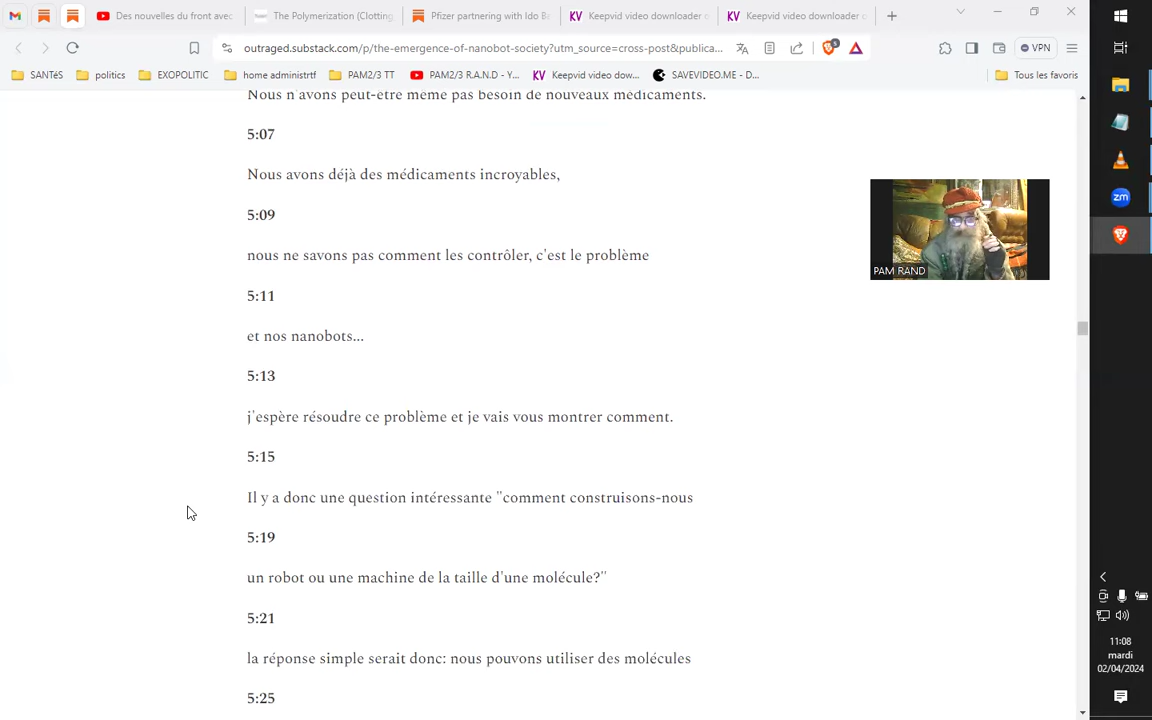 Des nouvelles du front avec
The Polymerization (Clotting,
Pfizer partnering with Ido Ba
Keepvid video downloader o
Keepvid video downloader o
outraged.substack.com/p/the-emergence-of-nanobot-society?utm_source=cross-post&publica...
5
VPN
SANTéS
politics
EXOPOLITIC
home administrtf
PAM2/3 TT
PAM2/3 R.A.N.D - Y...
Keepvid video dow...
SAVEVIDEO.ME - D...
Tous les favoris
Nous n'avons peut-être même pas besoin de nouveaux médicaments.
5:07
Nous avons déjà des médicaments incroyables,
5:09
nous ne savons pas comment les contrôler, c'est le problème
5:11
et nos nanobots...
5:13
j'espère résoudre ce problème et je vais vous montrer comment.
5:15
Il y a donc une question intéressante "comment construisons-nous
5:19
un robot ou une machine de la taille d'une molécule?"
5:21
la réponse simple serait donc: nous pouvons utiliser des molécules
5:25
PAM RAND
zm
11:08
mardi
02/04/2024